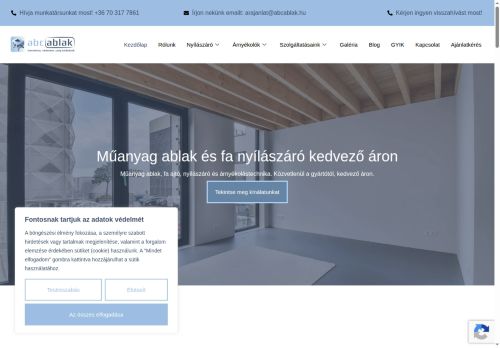 Hívja munkatársunkat most! +36 70 317 7861
Írjon nekünk emailt: arajanlat@abcablak.hu
Kérjen ingyen visszahívást most!
abc ablak
Kezdőlap Rólunk Nyílászáró Árnyékolók Szolgáltatásaink Galéria Blog GYIK Kapcsolat Ajánlatkérés
Műanyag ablak és fa nyílászáró kedvező áron
Műanyag ablak, fa ajtó, nyílászáró és árnyékolástechnika. Közvetlenül a gyártótól, kedvező áron.
Tekintse meg kínálatunkat
Fontosnak tartjuk az adatok védelmét
A böngészési élmény fokozása, a személyre szabott
hirdetések vagy tartalmak megjelenítése, valamint a forgalom
elemzése érdekében sütiket (cookie) használunk. A "Mindet
elfogadom" gombra kattintva hozzájárulhat a sütik
használatához.
Testreszabás Elutasít
Az összes elfogadása